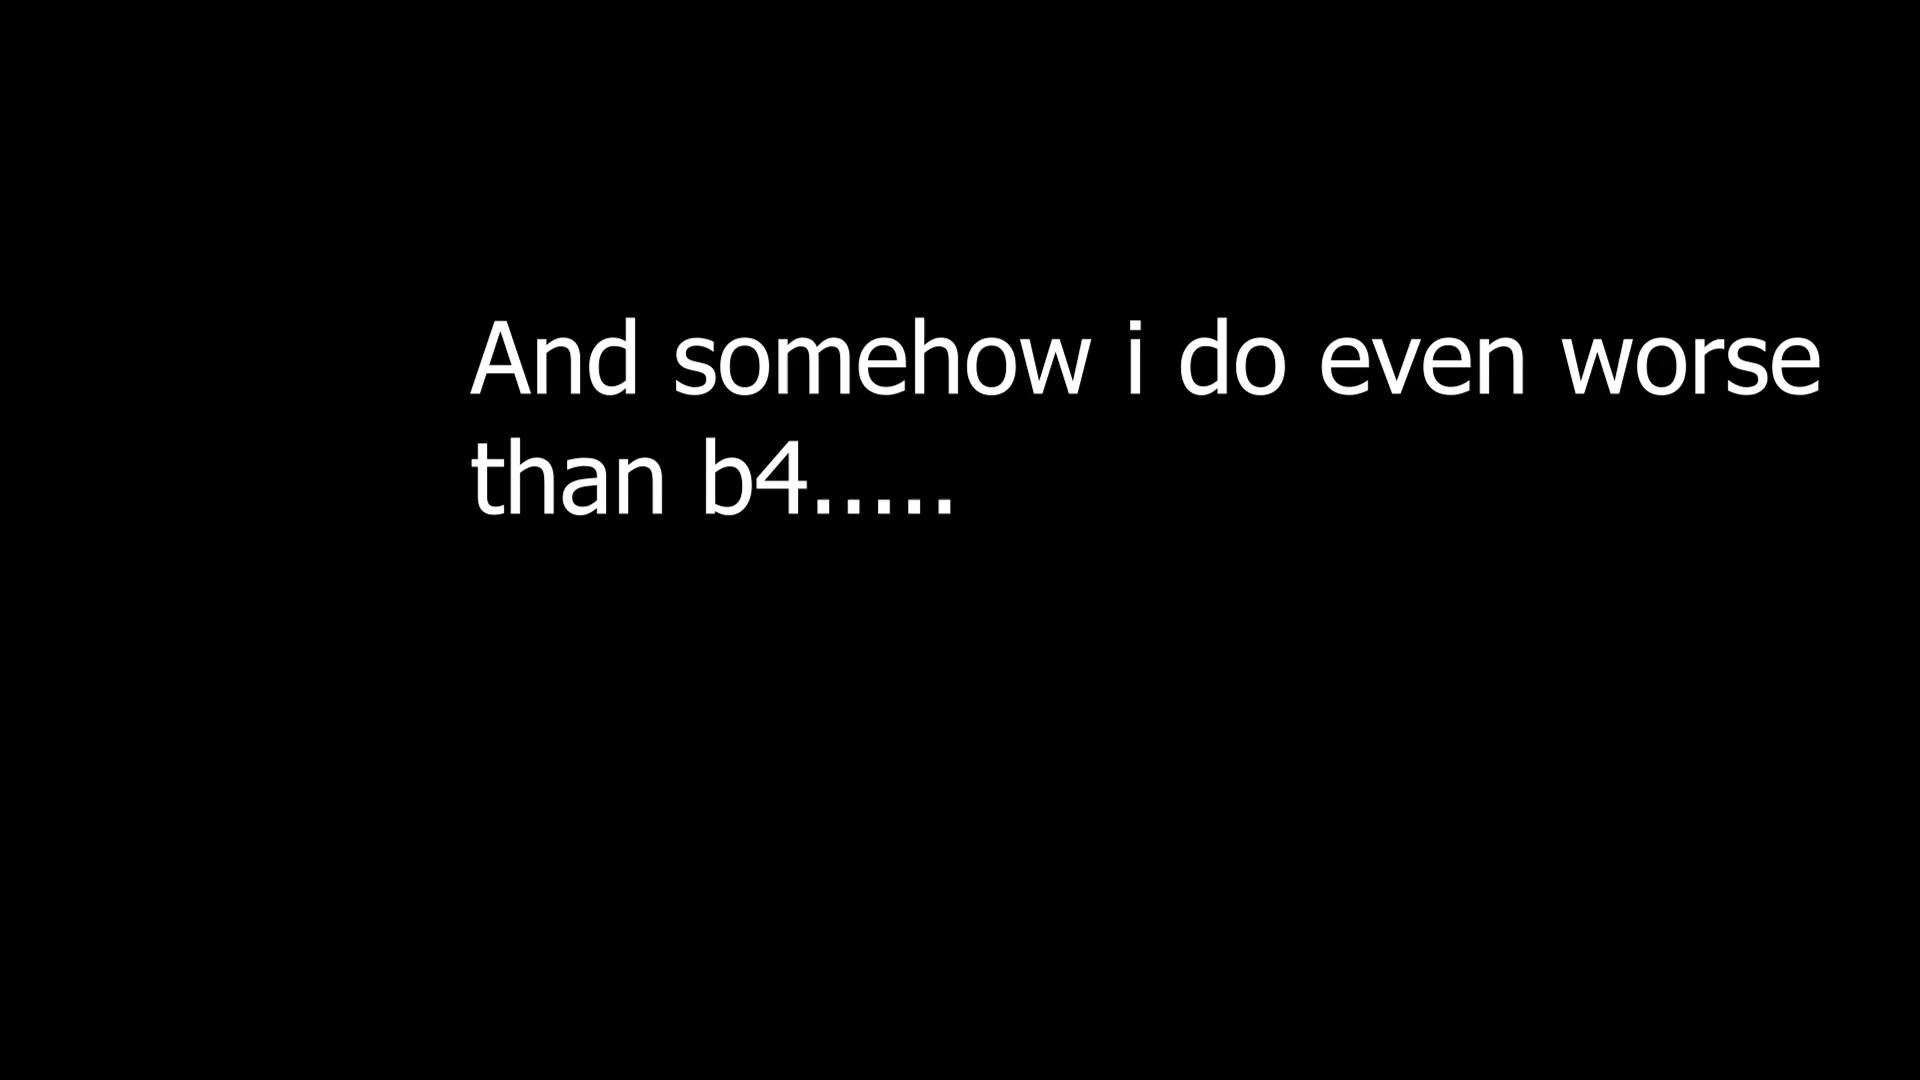 And somehow i do even worse
than b4.....